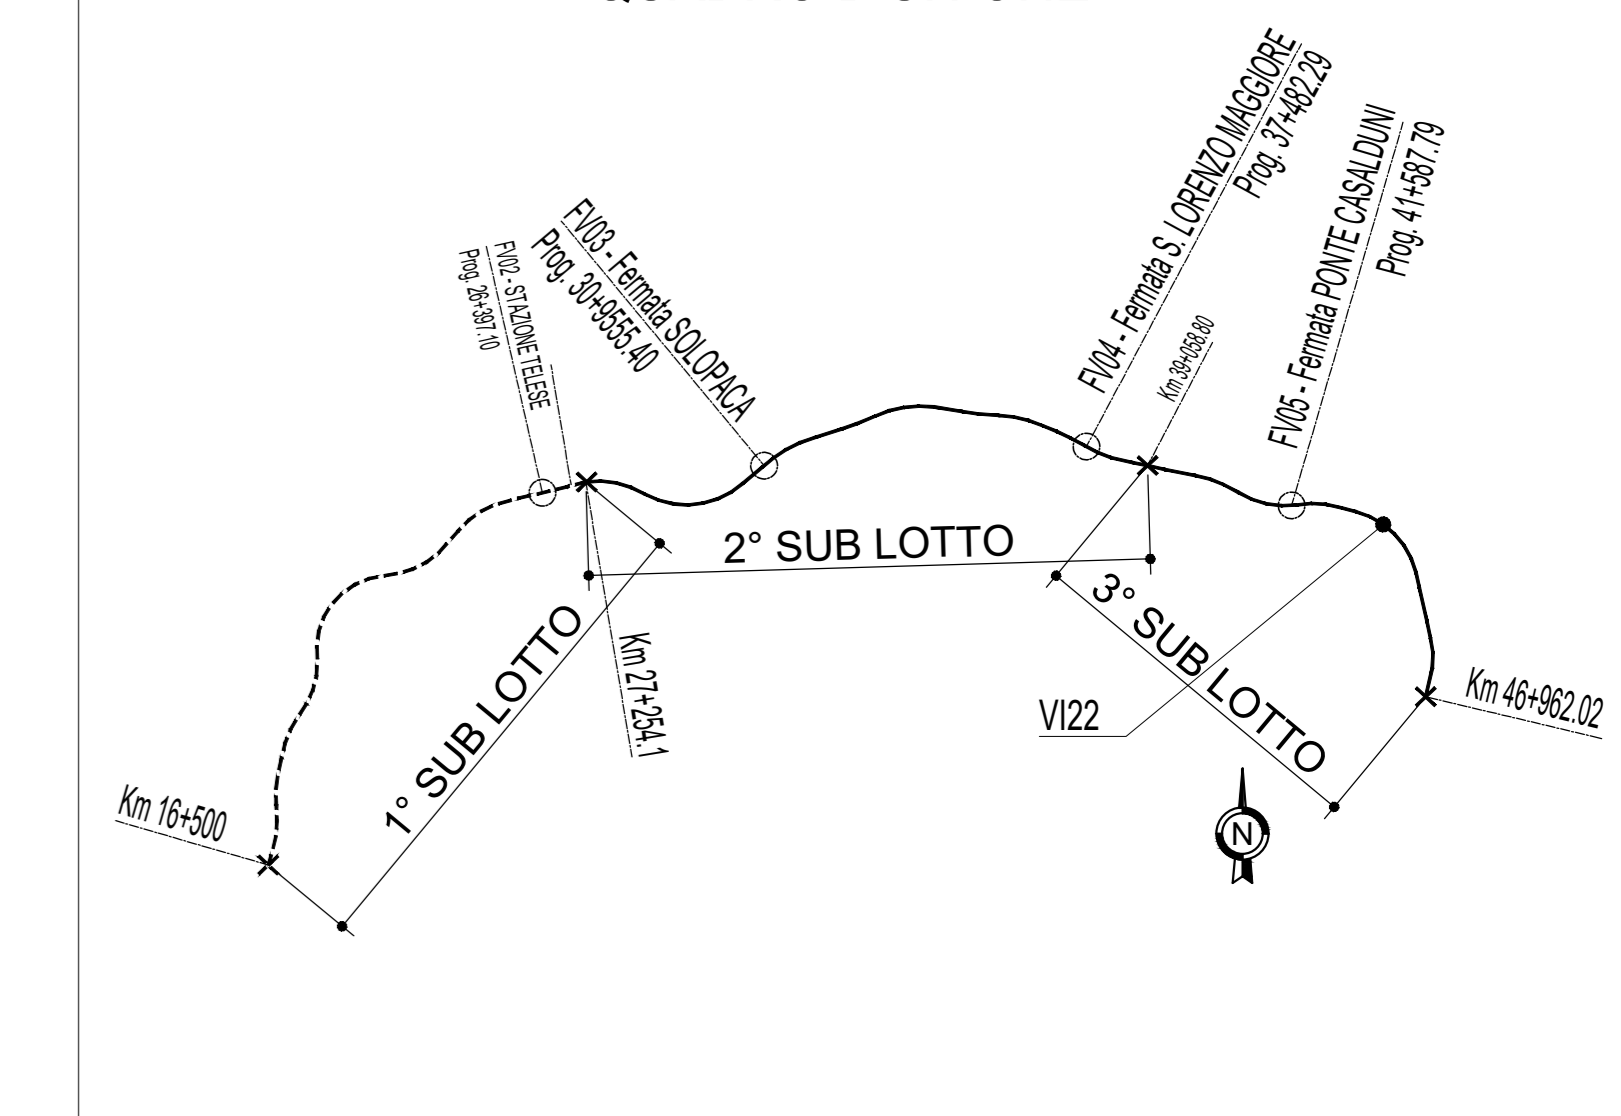 FV02 - STAZIONE TELESE
Prog. 26+397.10
FV03 - Fermata SOLOPACA
Prog. 30+9555.40
FV04 - Fermata S. LORENZO MAGGIORE
Prog. 37+482.29
Km 39+058.80
FV05 - Fermata PONTE CASALDUNI
Prog. 41+587.79
2° SUB LOTTO
1° SUB LOTTO
3° SUB LOTTO
Km 27+254.1
VI22
Km 46+962.02
Km 16+500
N